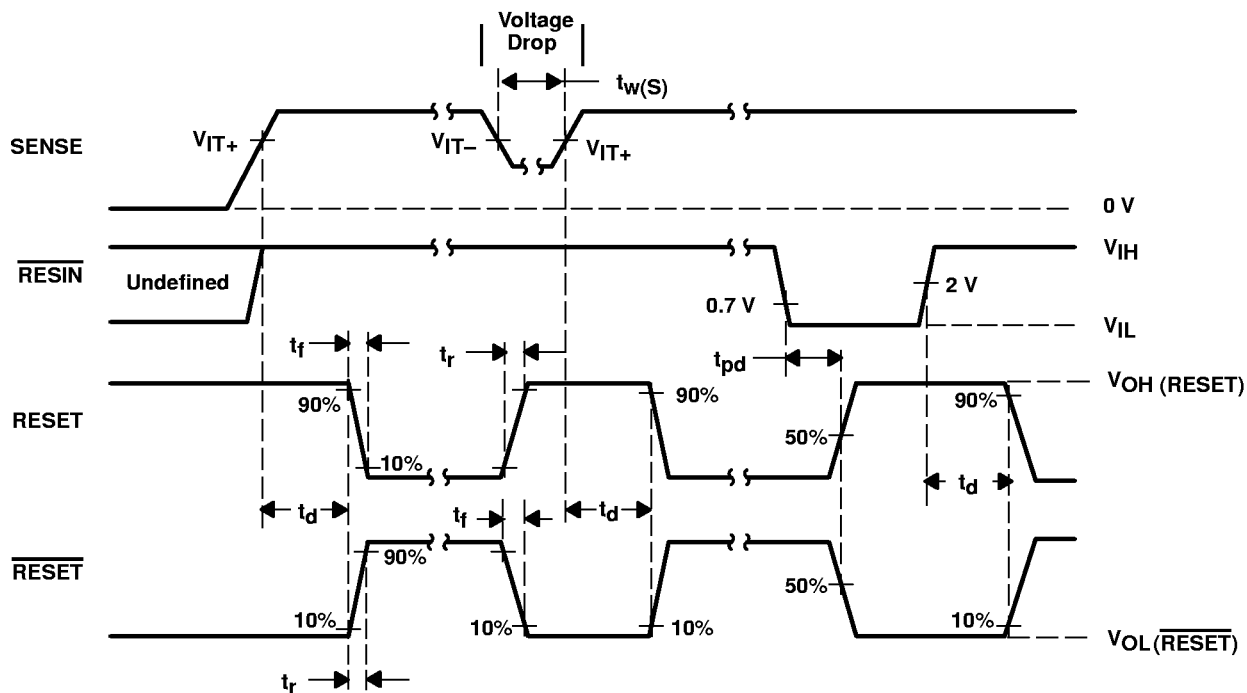 Voltage
Drop
tw(S)
SENSE
VIT+
VIT–
VIT+
0 V
RESIN
Undefined
VIH
0.7 V
2 V
VIL
tf
tr
tpd
RESET
90%
10%
90%
50%
90%
VOH (RESET)
td
tf
td
td
RESET
10%
90%
10%
10%
50%
10%
VOL (RESET)
tr